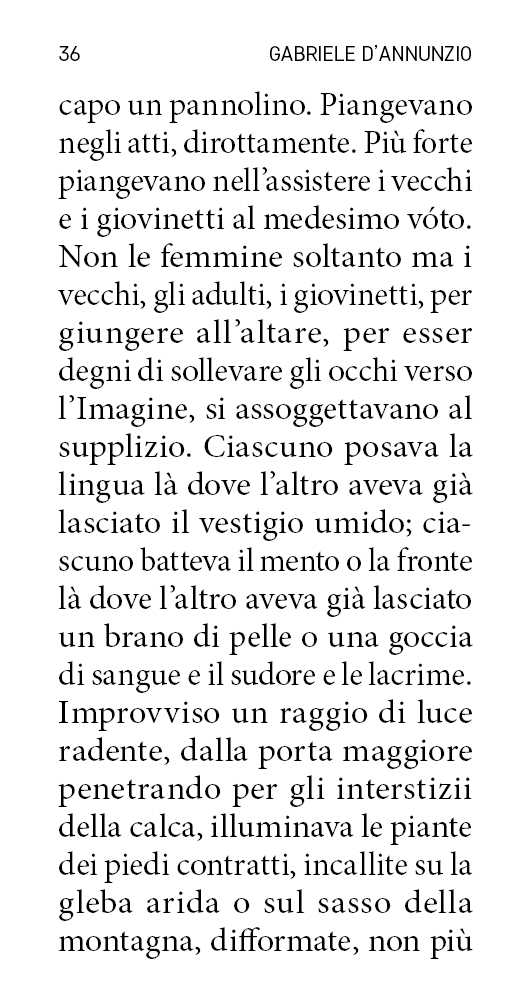 36 GABRIELE D’ANNUNZIO
capo un pannolino. Piangevano
negli atti, dirottamente. Più forte
piangevano nell’assistere i vecchi
e i giovinetti al medesimo vóto.
Non le femmine soltanto ma i
vecchi, gli adulti, i giovinetti, per
giungere all’altare, per esser
degni di sollevare gli occhi verso
l’Imagine, si assoggettavano al
supplizio. Ciascuno posava la
lingua là dove l’altro aveva già
lasciato il vestigio umido; cia-
scuno batteva il mento o la fronte
là dove l’altro aveva già lasciato
un brano di pelle o una goccia
di sangue e il sudore e le lacrime.
Improvviso un raggio di luce
radente, dalla porta maggiore
penetrando per gli interstizii
della calca, illuminava le piante
dei piedi contratti, incallite su la
gleba arida o sul sasso della
montagna, difformate, non più